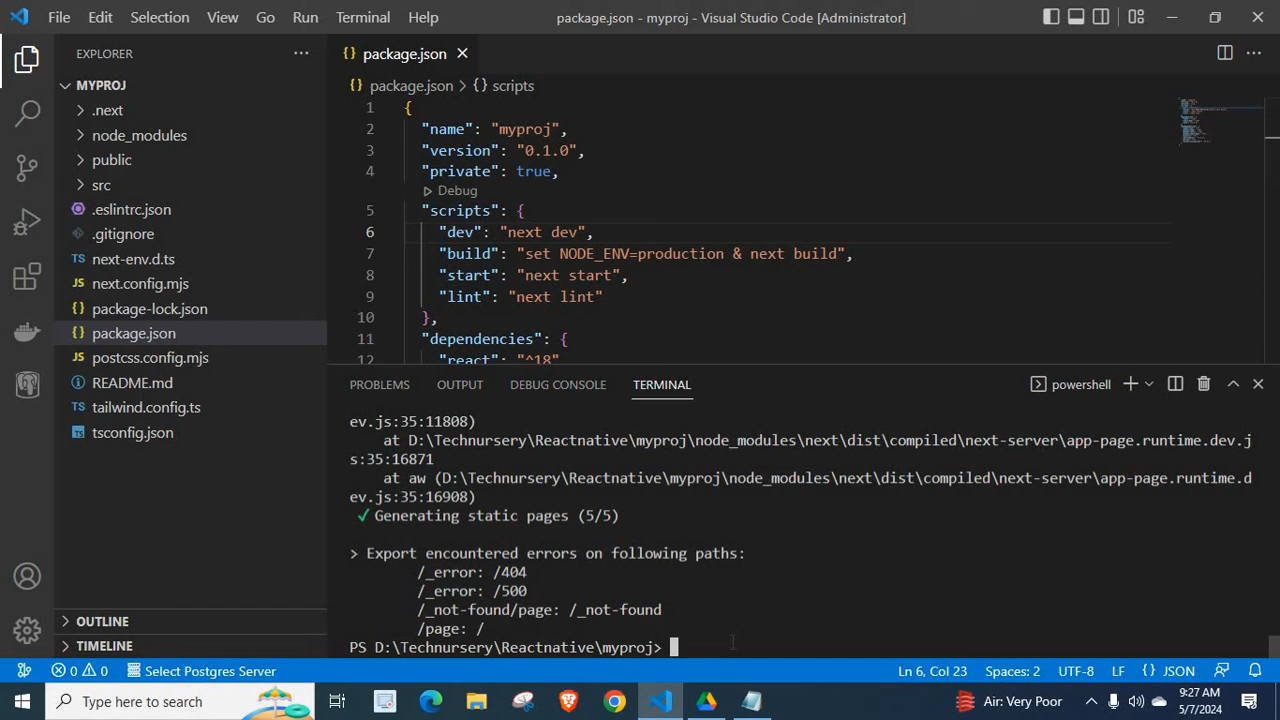 File Edit Selection View Go Run Terminal Help
package.json - myproj - Visual Studio Code [Administrator]
EXPLORER
MYPROJ
.next
node_modules
public
src
.eslintrc.json
.gitignore
next-env.d.ts
JS next.config.mjs
package-lock.json
package.json
JS postcss.config.mjs
README.md
TS tailwind.config.ts
tsconfig.json
OUTLINE
TIMELINE
{} package.json
{} package.json > {} scripts
1 {
2 "name": "myproj",
3 "version": "0.1.0",
4 "private": true,
Debug
5 "scripts": {
6 "dev": "next dev",
7 "build": "set NODE_ENV=production & next build",
8 "start": "next start",
9 "lint": "next lint"
10 },
11 "dependencies": {
12 "react": "^18"
PROBLEMS OUTPUT DEBUG CONSOLE TERMINAL
powershell
ev.js:35:11808)
at D:\Technursery\Reactnative\myproj\node_modules\next\dist\compiled\next-server\app-page.runtime.dev.j
s:35:16871
at aw (D:\Technursery\Reactnative\myproj\node_modules\next\dist\compiled\next-server\app-page.runtime.d
ev.js:35:16908)
✓ Generating static pages (5/5)
> Export encountered errors on following paths:
/_error: /404
/_error: /500
/_not-found/page: /_not-found
/page: /
PS D:\Technursery\Reactnative\myproj>
0 0 Select Postgres Server
Ln 6, Col 23 Spaces: 2 UTF-8 LF {} JSON
Type here to search
Air: Very Poor
9:27 AM
5/7/2024